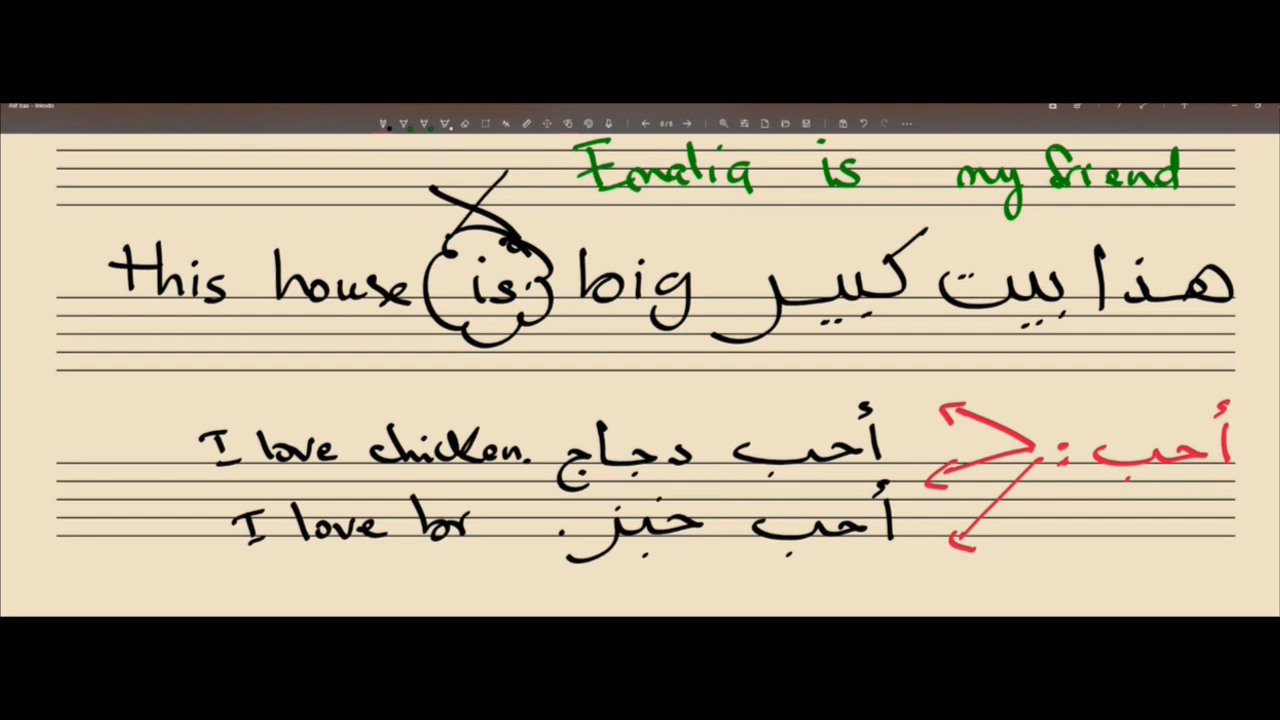 Emalia is my friend
this house is big هذا بيت كبير
I love chicken. أحب دجاج أحب :
I love br أحب خبز .